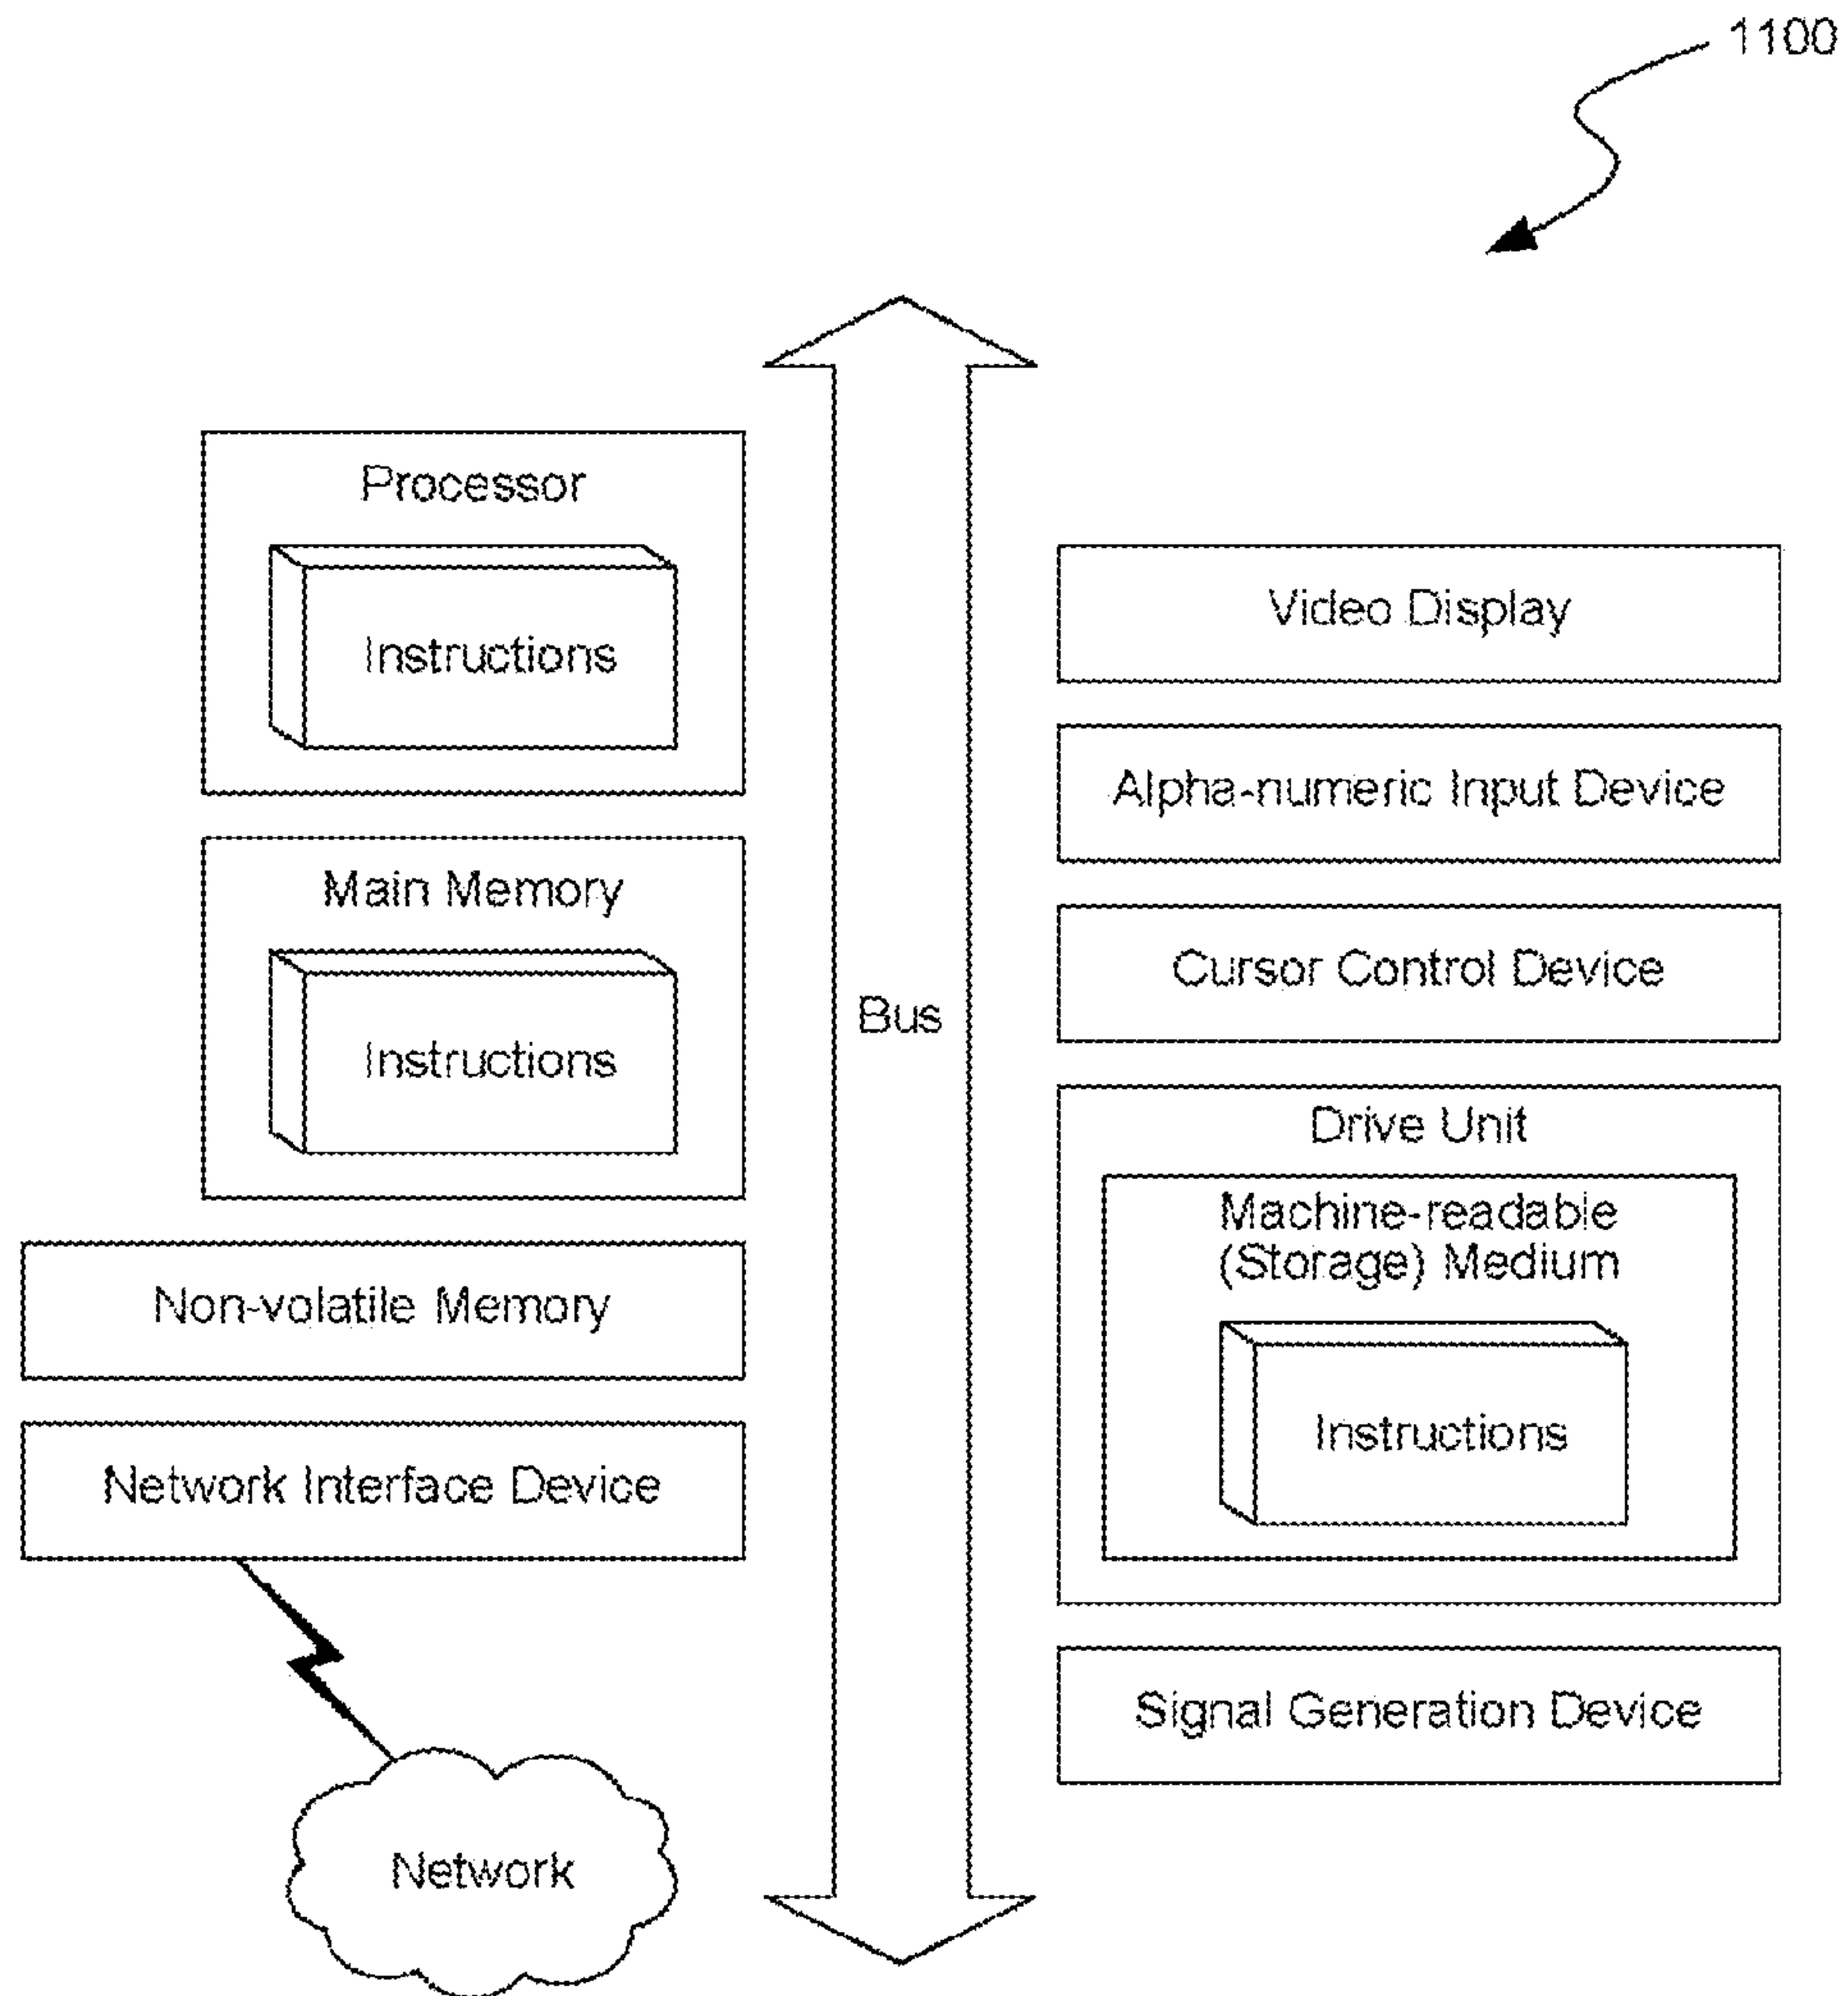 1100
Processor
Instructions
Main Memory
Instructions
Non-volatile Memory
Network Interface Device
Network
Bus
Video Display
Alpha-numeric Input Device
Cursor Control Device
Drive Unit
Machine-readable
(Storage) Medium
Instructions
Signal Generation Device